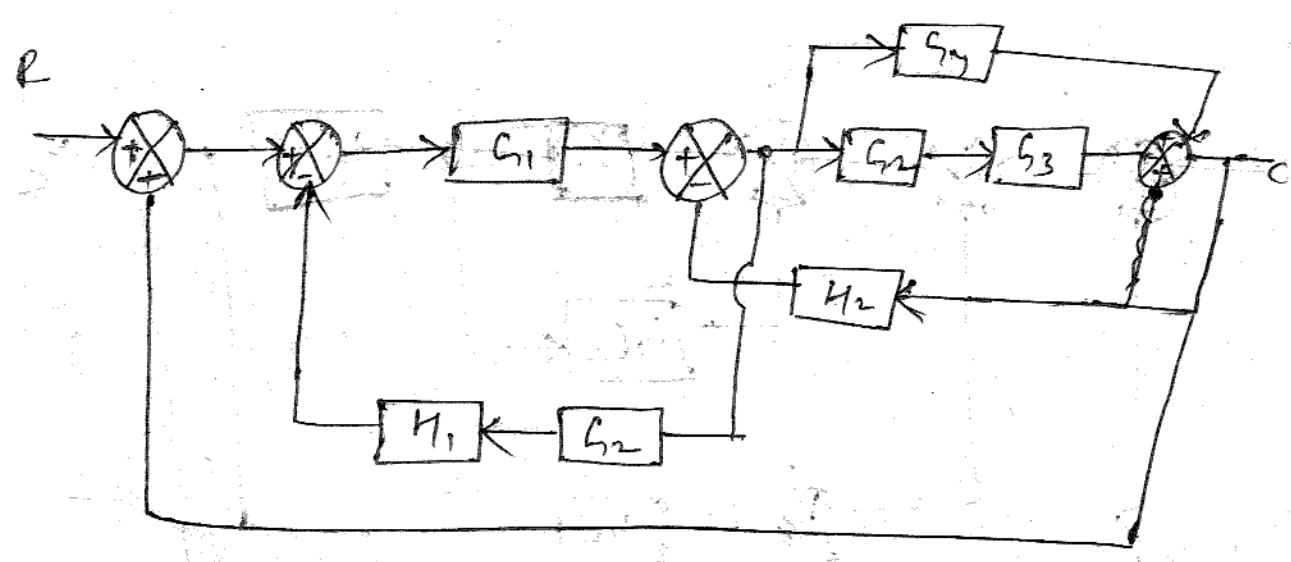 R
G4
+ + + G1 + G2 G3 + C
+ - - +
H2
H1 G2